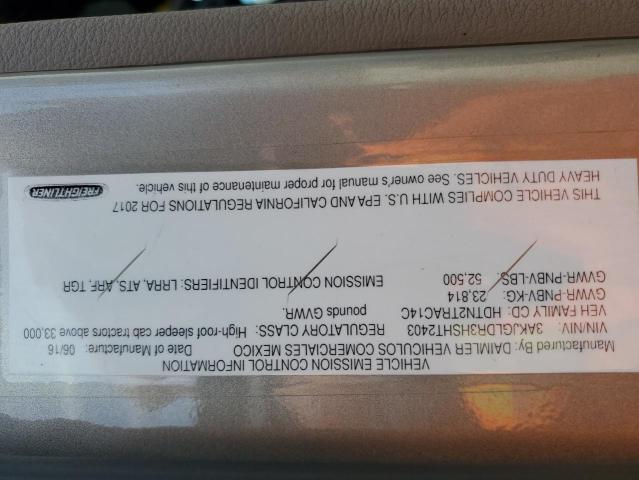 VEHICLE EMISSION CONTROL INFORMATION
Manufactured By: DAIMLER VEHICULOS COMERCIALES MEXICO
VIN/NIV: 3AKJGLDR3HSHT2403
VEH FAMILY CD: HDTN2TRAC14C
GVWR-PNBV-KG: 23,814
GVWR-PNBV-LBS: 52,500
Date of Manufacture: 06/16
REGULATORY CLASS: High-roof sleeper cab tractors above 33,000
pounds GVWR.
EMISSION CONTROL IDENTIFIERS: LRRA, ATS, ARF, TGR
THIS VEHICLE COMPLIES WITH U.S. EPA AND CALIFORNIA REGULATIONS FOR 2017
HEAVY DUTY VEHICLES. See owner's manual for proper maintenance of this vehicle.
FREIGHTLINER